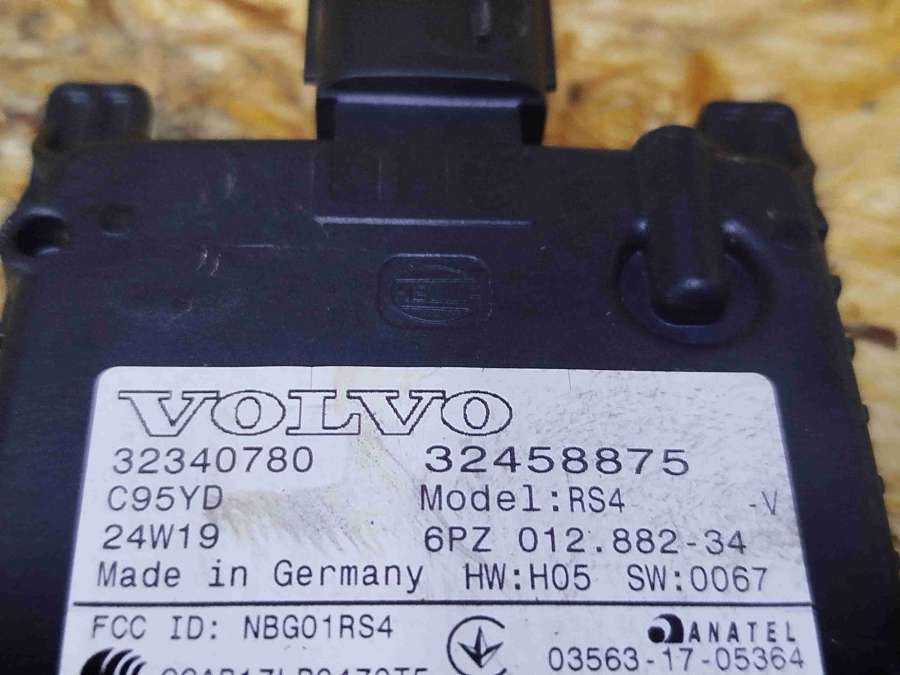 HELLA
VOLVO
32340780 32458875
C95YD Model:RS4 -V
24W19 6PZ 012.882-34
Made in Germany HW:H05 SW:0067
FCC ID: NBG01RS4 ANATEL
03563-17-05364